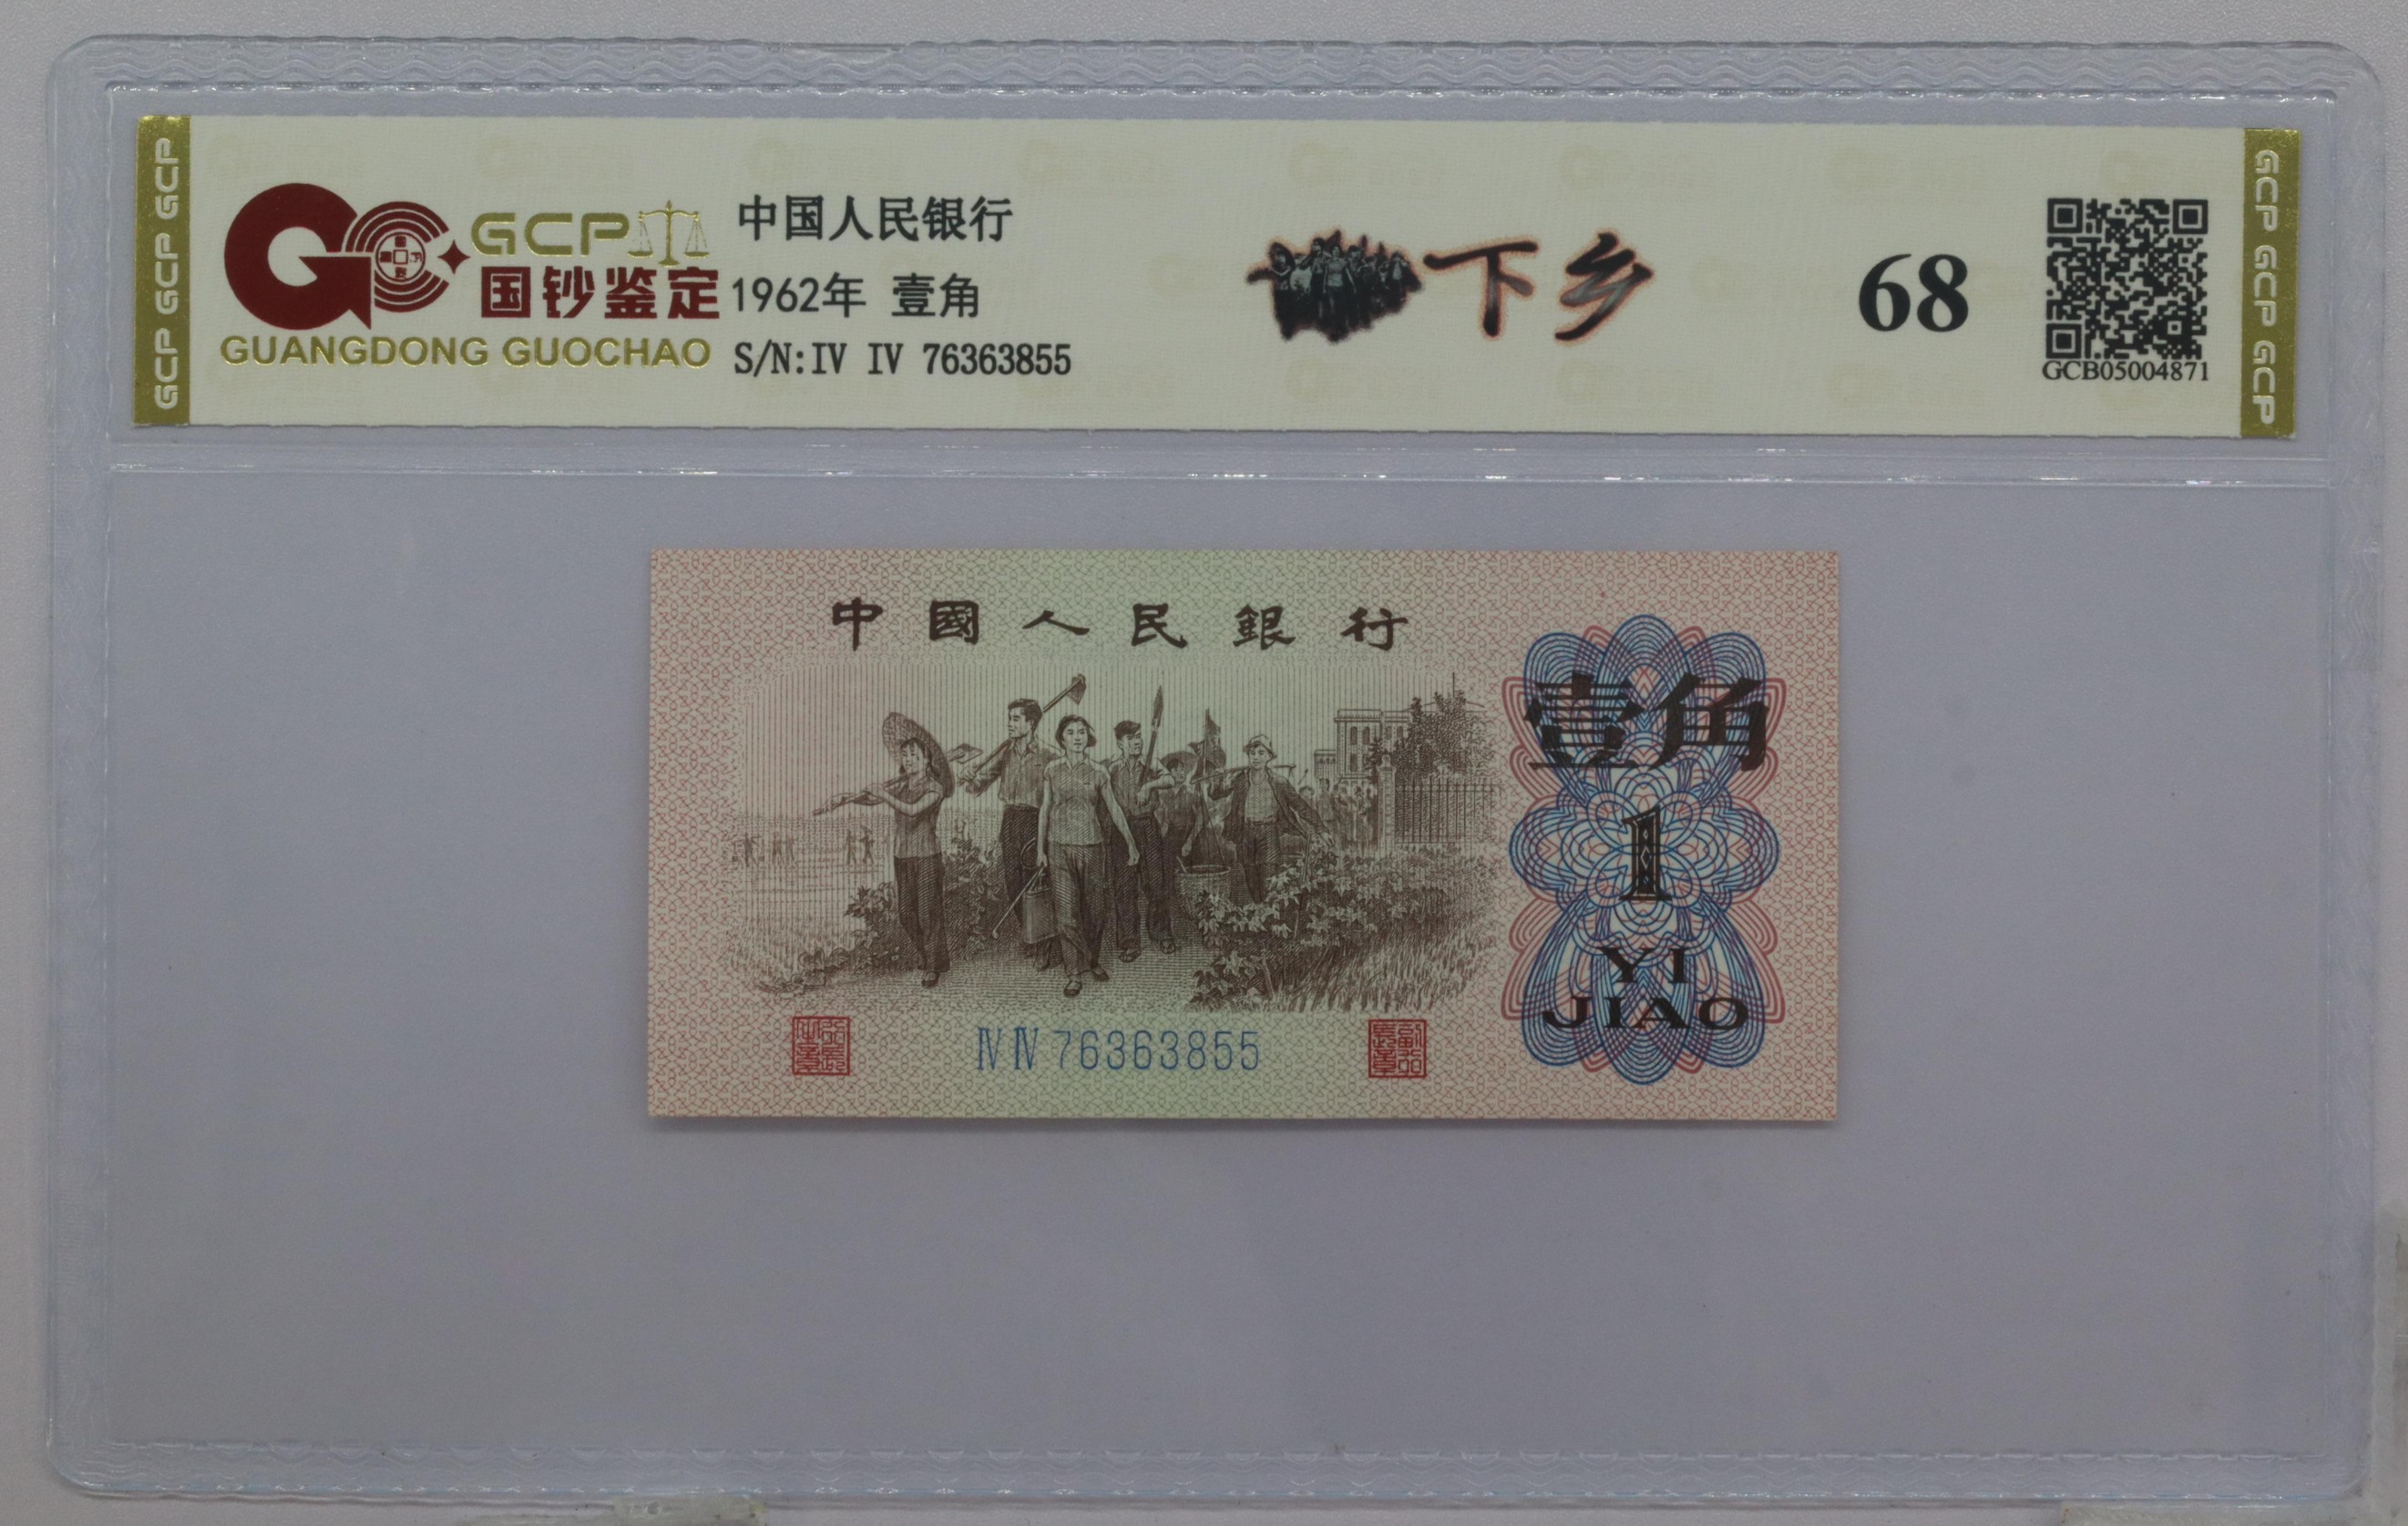 GCP GCP GCP
GCP
国钞鉴定
GUANGDONG GUOCHAO
中国人民银行
1962年 壹角
S/N:IV IV 76363855
下乡
68
GCB05004871
GCP GCP GCP
中國人民銀行
壹角
1
YI
JIAO
IV IV 76363855